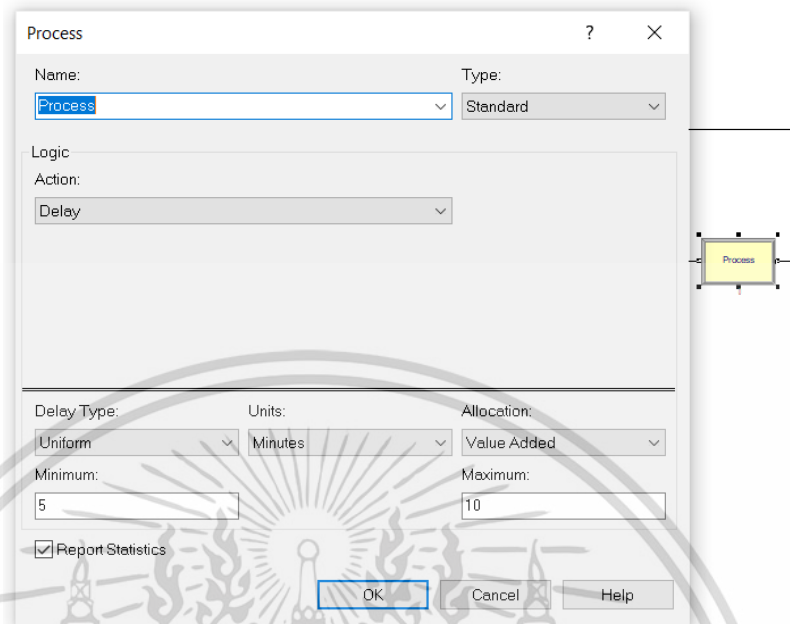 Process
Name:
Type:
Process
Standard
Logic
Action:
Delay
Process
Delay Type:
Units:
Allocation:
Uniform
Minutes
Value Added
Minimum:
Maximum:
5
10
Report Statistics
OK
Cancel
Help